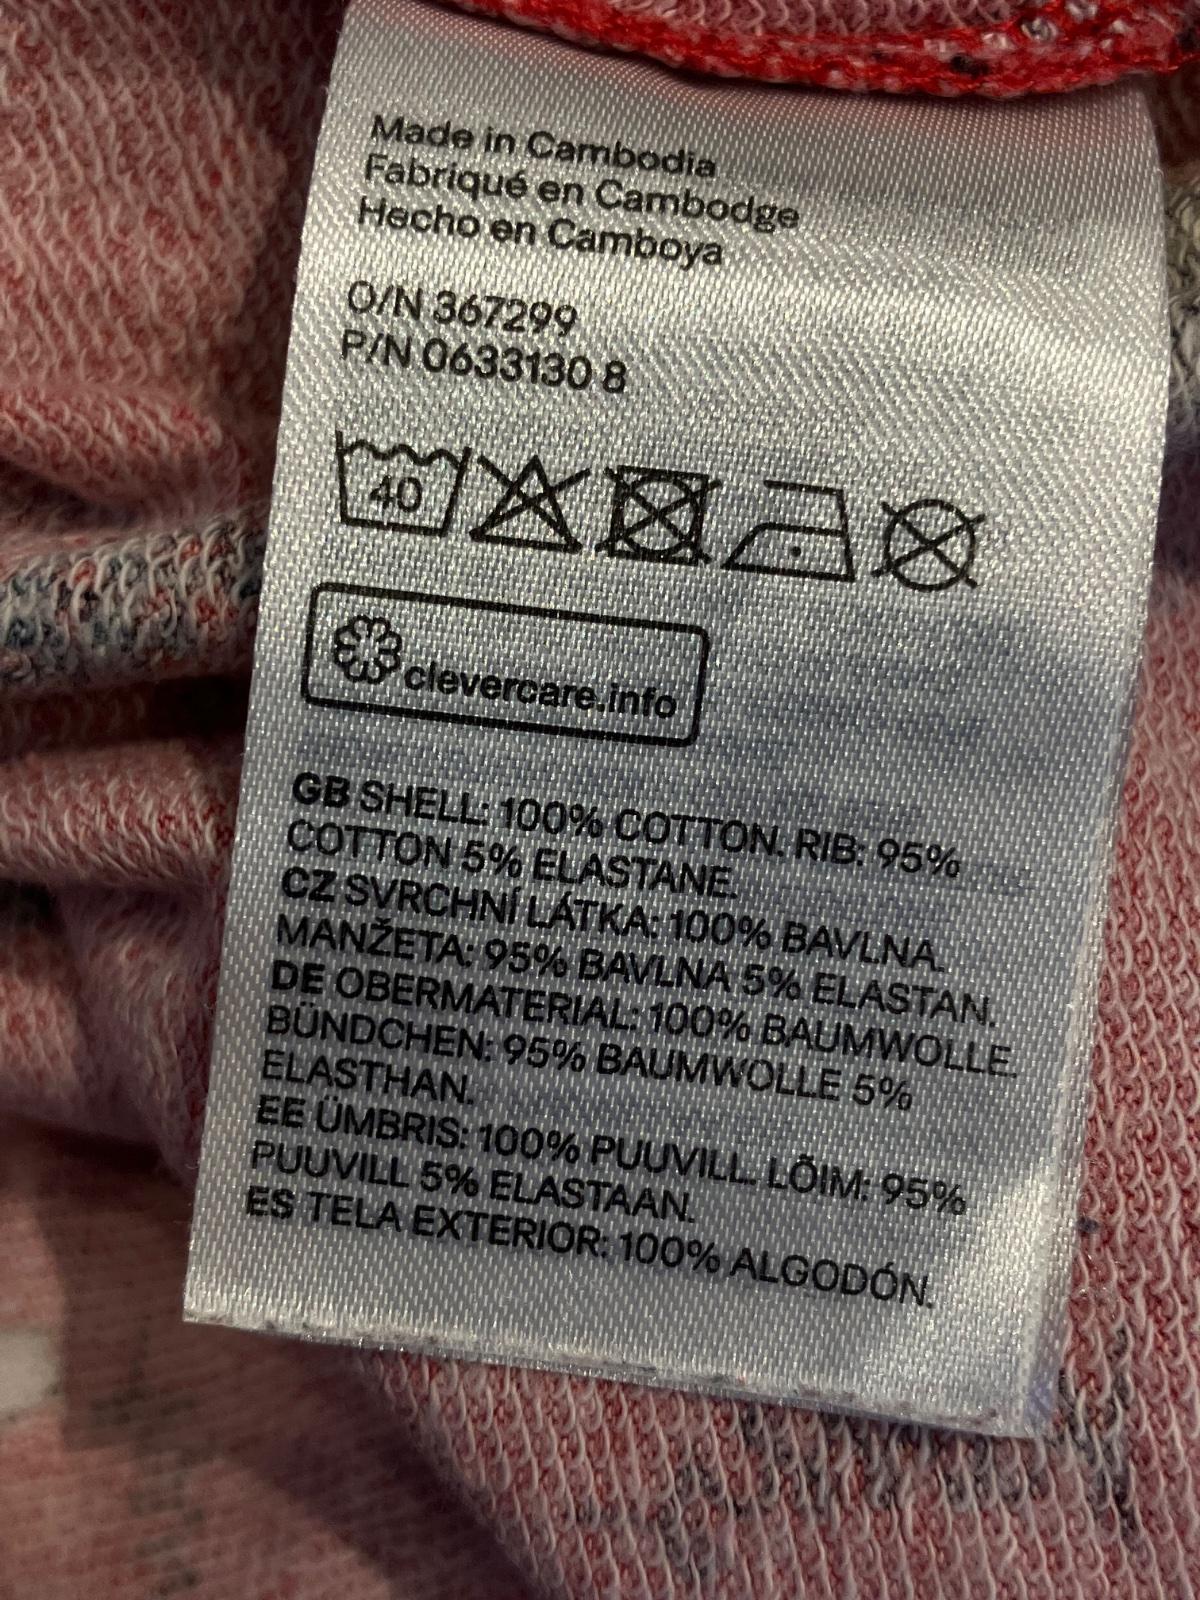 Made in Cambodia
Fabriqué en Cambodge
Hecho en Camboya
O/N 367299
P/N 0633130 8
40
clevercare.info
GB SHELL: 100% COTTON. RIB: 95%
COTTON 5% ELASTANE.
CZ SVRCHNÍ LÁTKA: 100% BAVLNA.
MANŽETA: 95% BAVLNA 5% ELASTAN.
DE OBERMATERIAL: 100% BAUMWOLLE.
BÜNDCHEN: 95% BAUMWOLLE 5%
ELASTHAN.
EE ÜMBRIS: 100% PUUVILL. LÕIM: 95%
PUUVILL 5% ELASTAAN.
ES TELA EXTERIOR: 100% ALGODÓN.